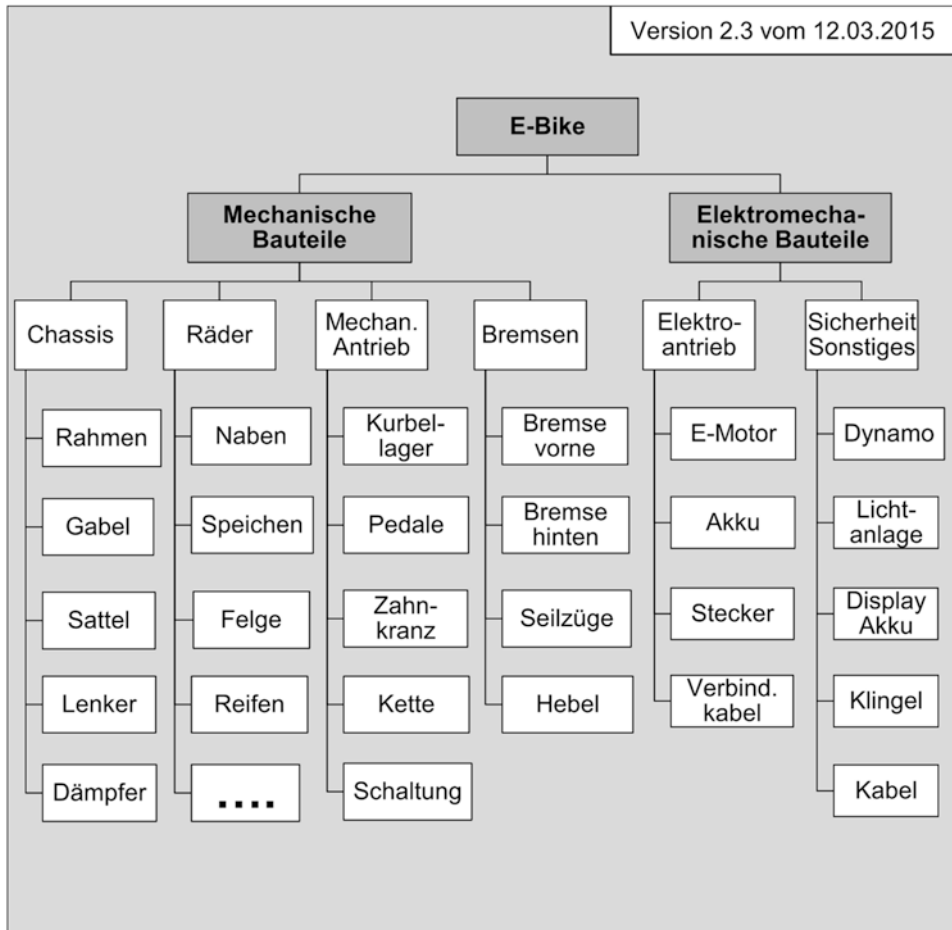 Version 2.3 vom 12.03.2015
E-Bike
Mechanische
Bauteile
Elektromecha-
nische Bauteile
Chassis
Räder
Mechan.
Antrieb
Bremsen
Elektro-
antrieb
Sicherheit
Sonstiges
Rahmen
Naben
Kurbel-
lager
Bremse
vorne
E-Motor
Dynamo
Gabel
Speichen
Pedale
Bremse
hinten
Akku
Licht-
anlage
Sattel
Felge
Zahn-
kranz
Seilzüge
Stecker
Display
Akku
Lenker
Reifen
Kette
Hebel
Verbind.
kabel
Klingel
Dämpfer
....
Schaltung
Kabel